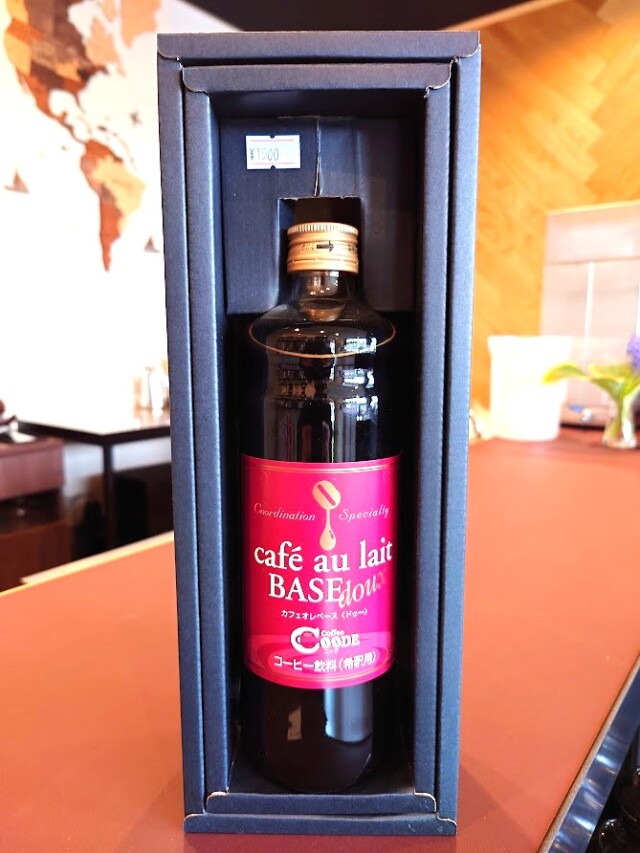 ¥1500
Coordination Specialty
café au lait
BASE doux
カフェオレベース〈ドゥー〉
Coffee
COODE
コーヒー飲料(希釈用)